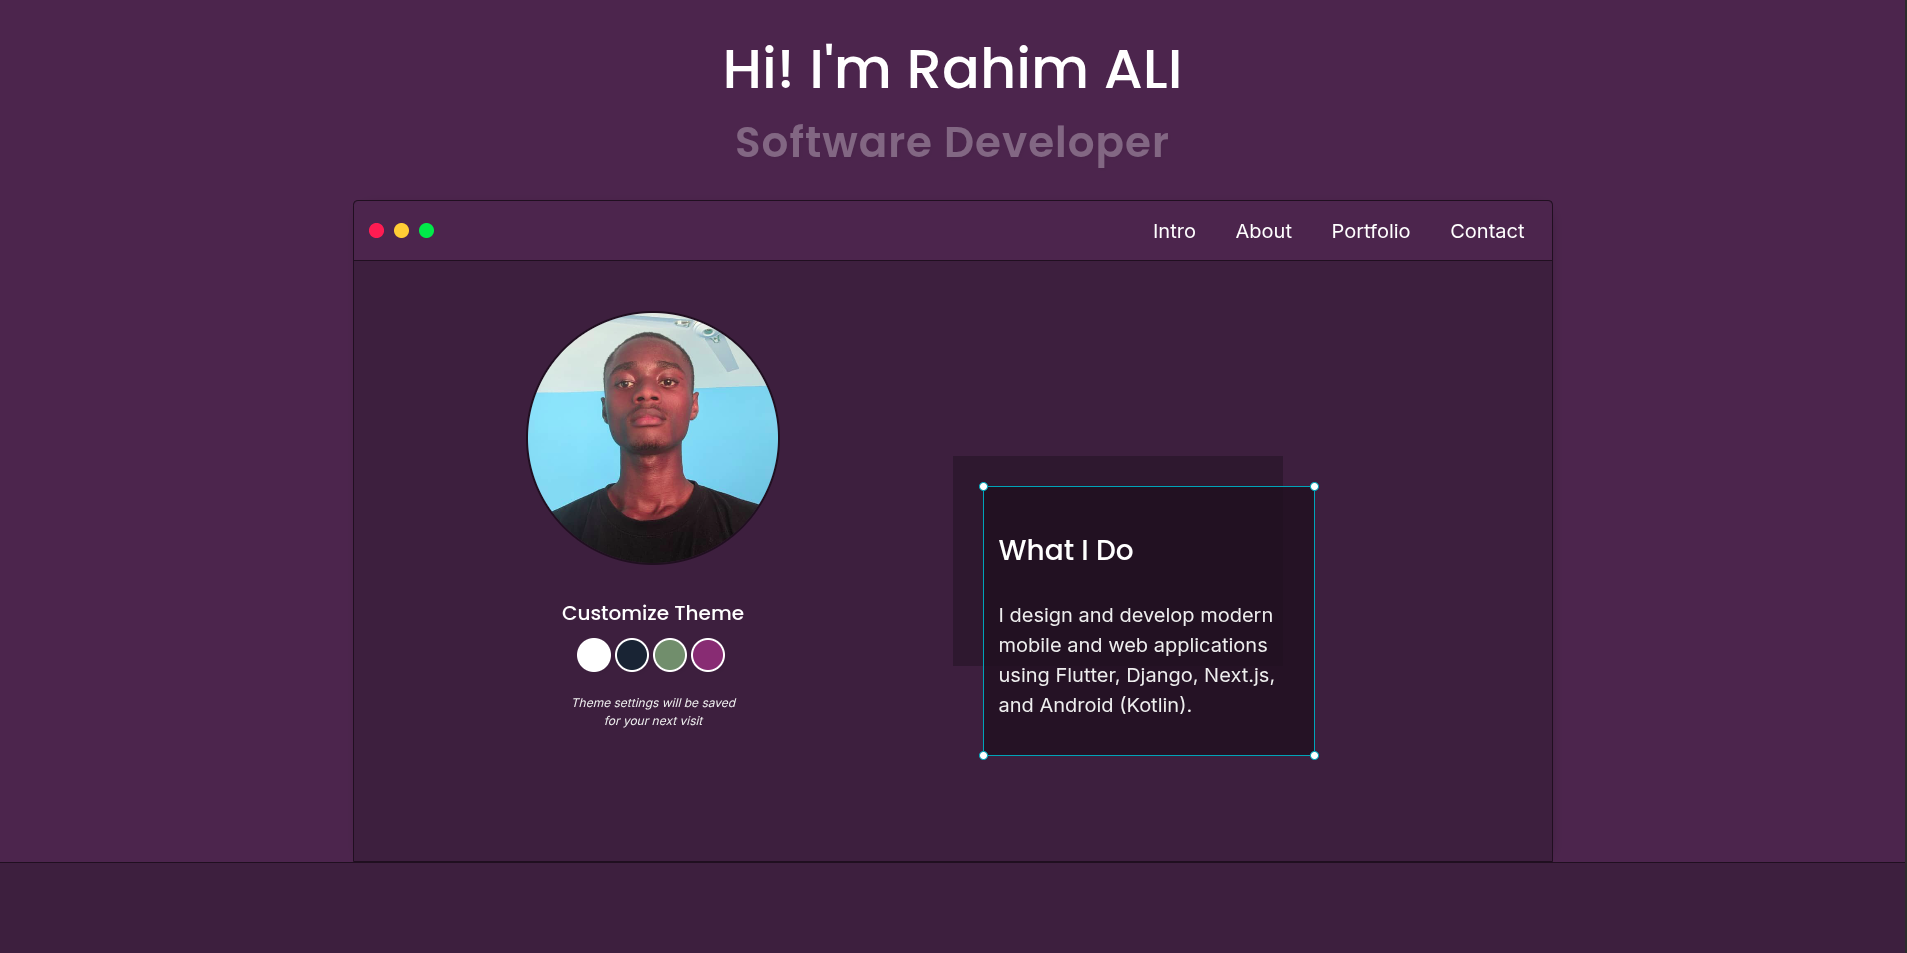 Hi! I'm Rahim ALI
Software Developer
Intro About Portfolio Contact
Customize Theme
Theme settings will be saved
for your next visit
What I Do
I design and develop modern
mobile and web applications
using Flutter, Django, Next.js,
and Android (Kotlin).